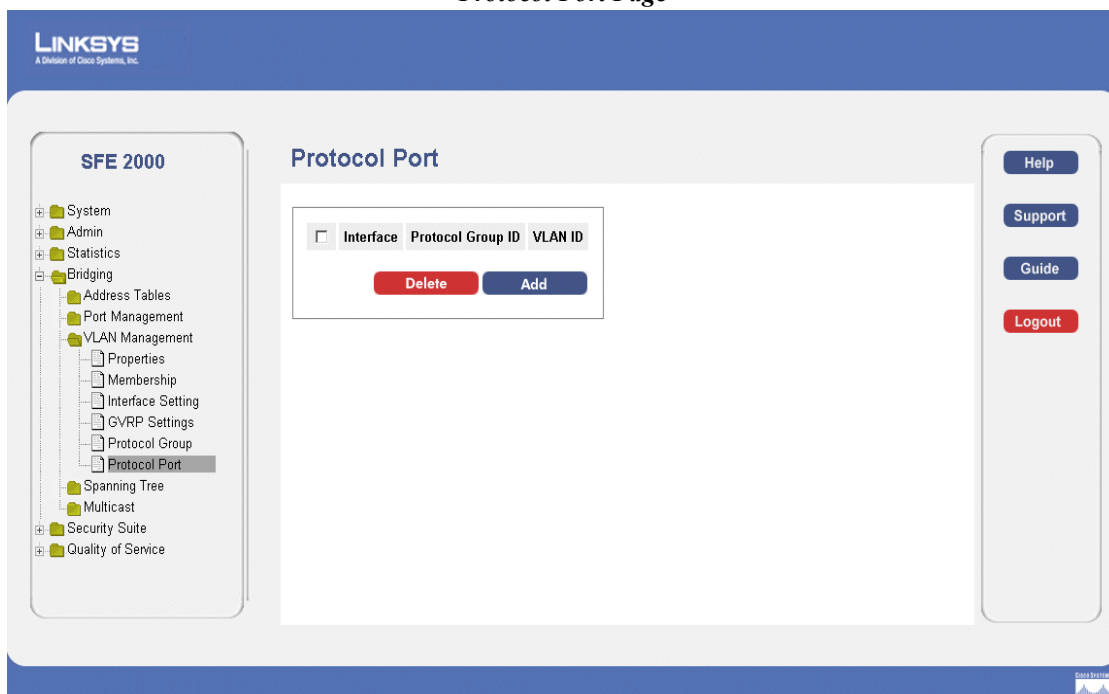 Protocol Port Page
LINKSYS
A Division of Cisco Systems, Inc.
SFE 2000
System
Admin
Statistics
Bridging
Address Tables
Port Management
VLAN Management
Properties
Membership
Interface Setting
GVRP Settings
Protocol Group
Protocol Port
Spanning Tree
Multicast
Security Suite
Quality of Service
Protocol Port
Interface Protocol Group ID VLAN ID
Delete Add
Help
Support
Guide
Logout